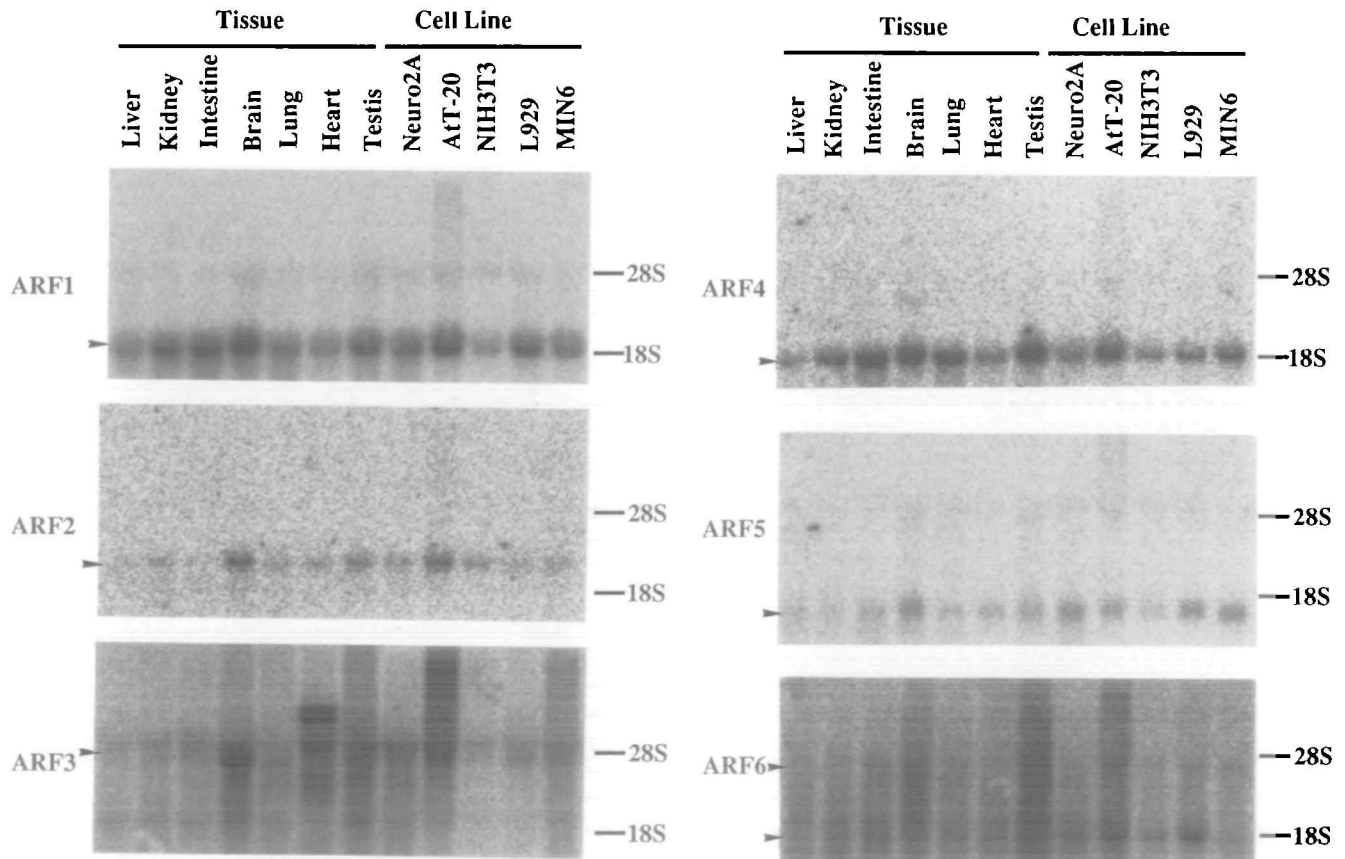 Tissue Cell Line
Liver
Kidney
Intestine
Brain
Lung
Heart
Testis
Neuro2A
AtT-20
NIH3T3
L929
MIN6
ARF1
28S
18S
ARF2
28S
18S
ARF3
28S
18S
Tissue Cell Line
Liver
Kidney
Intestine
Brain
Lung
Heart
Testis
Neuro2A
AtT-20
NIH3T3
L929
MIN6
ARF4
28S
18S
ARF5
28S
18S
ARF6
28S
18S